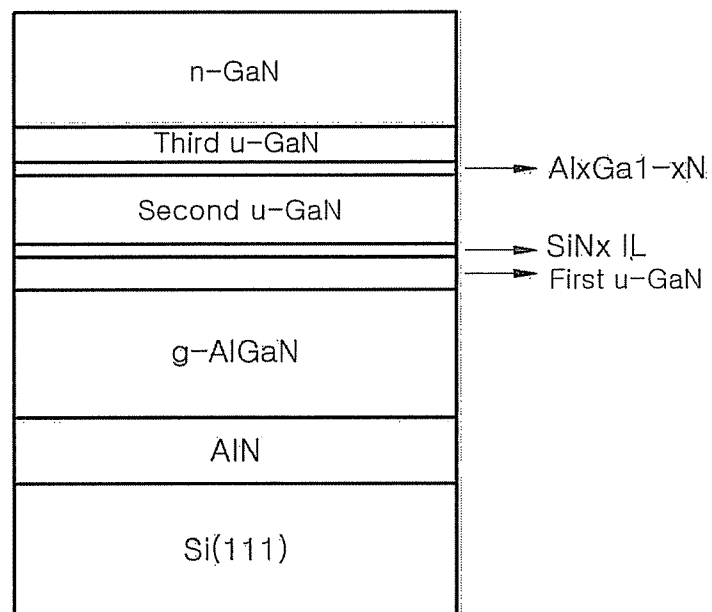 n-GaN
Third u-GaN
AlxGa1-xN
Second u-GaN
SiNx IL
First u-GaN
g-AlGaN
AlN
Si(111)